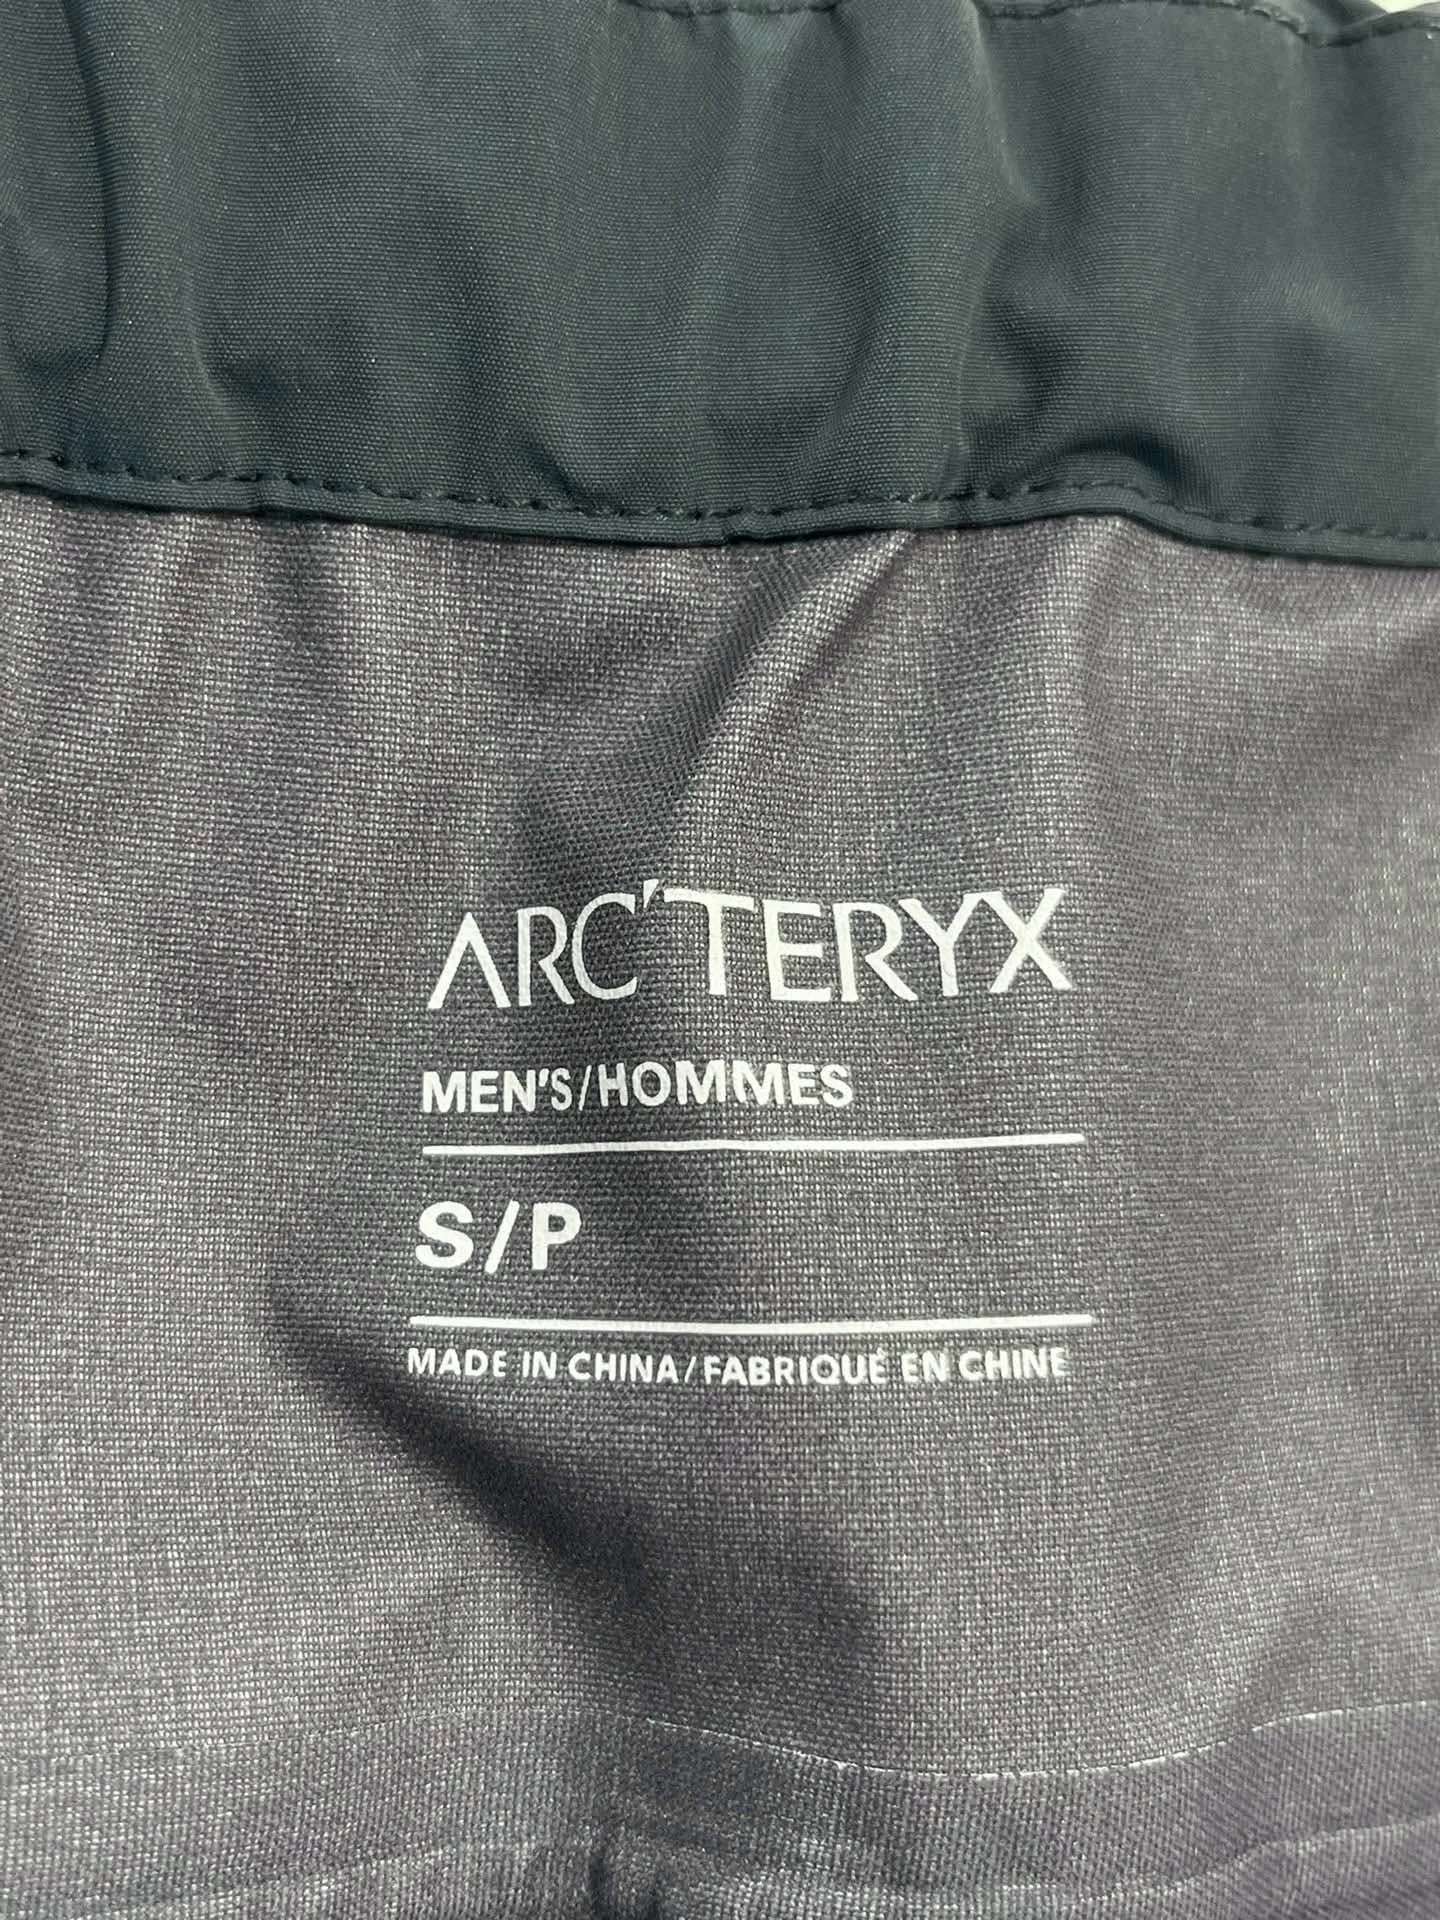 ARC'TERYX
MEN'S/HOMMES
S/P
MADE IN CHINA/FABRIQUÉ EN CHINE